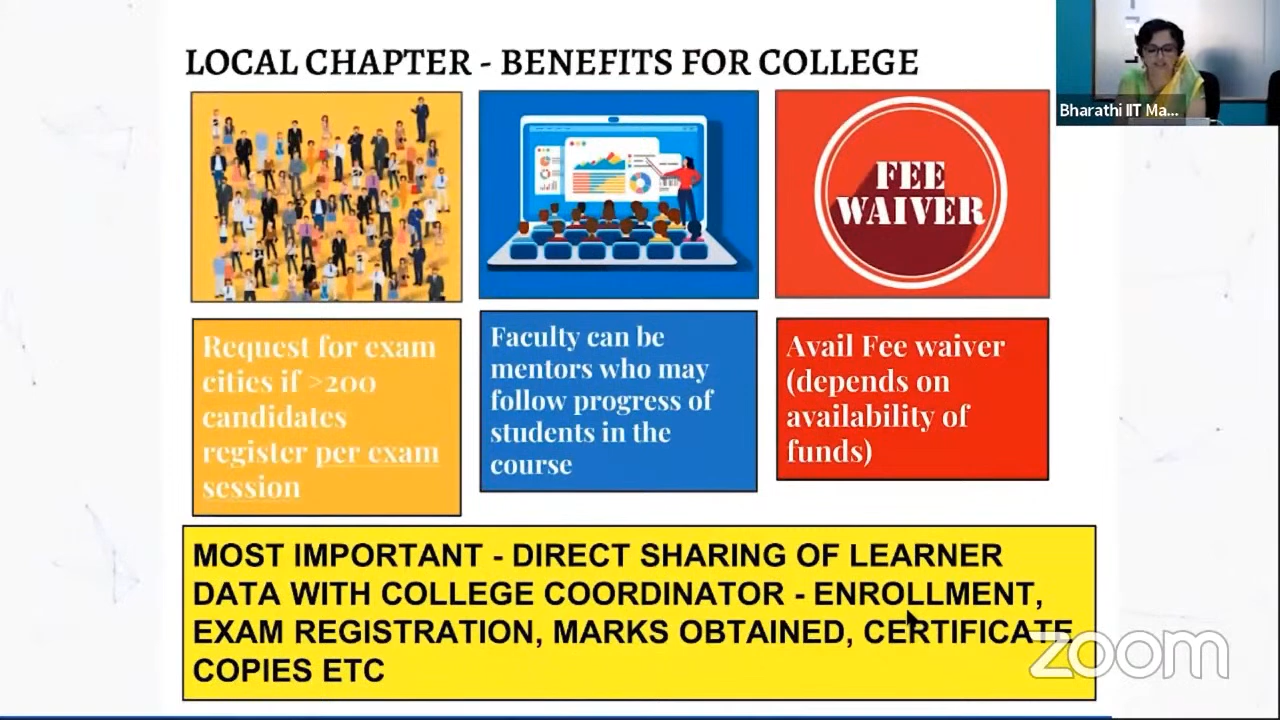 LOCAL CHAPTER - BENEFITS FOR COLLEGE
Bharathi IIT Ma...
FEE
WAIVER
Request for exam
cities if >200
candidates
register per exam
session
Faculty can be
mentors who may
follow progress of
students in the
course
Avail Fee waiver
(depends on
availability of
funds)
MOST IMPORTANT - DIRECT SHARING OF LEARNER
DATA WITH COLLEGE COORDINATOR - ENROLLMENT,
EXAM REGISTRATION, MARKS OBTAINED, CERTIFICATE
COPIES ETC
zoom